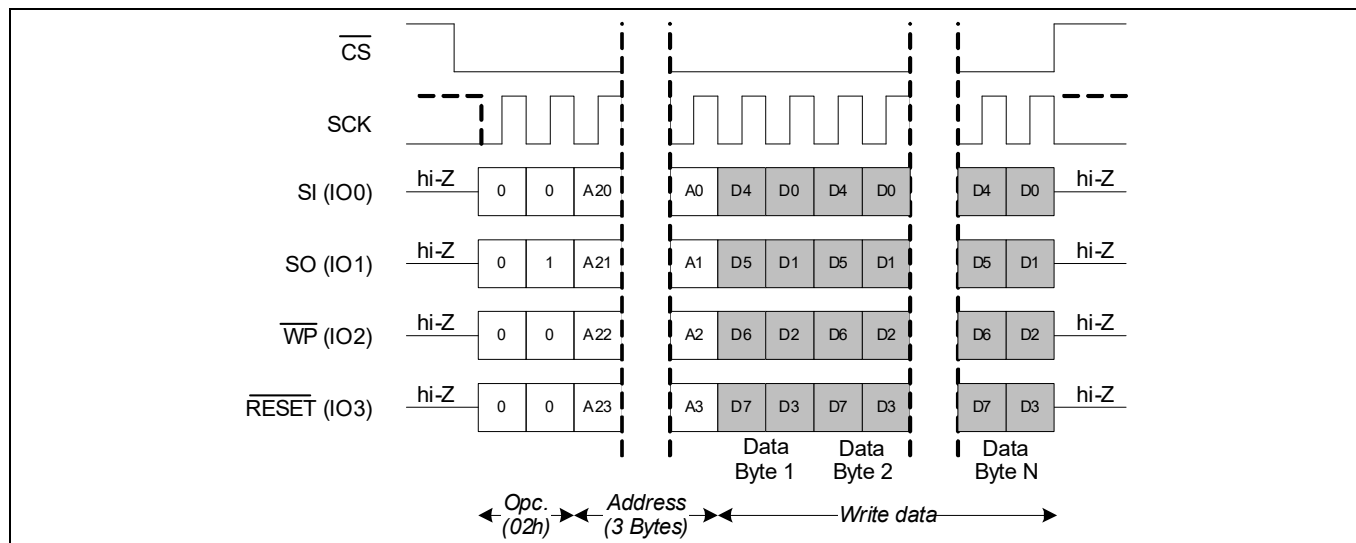 CS
SCK
SI (IO0) hi-Z 0 0 A20 A0 D4 D0 D4 D0 D4 D0 hi-Z
SO (IO1) hi-Z 0 1 A21 A1 D5 D1 D5 D1 D5 D1 hi-Z
WP (IO2) hi-Z 0 0 A22 A2 D6 D2 D6 D2 D6 D2 hi-Z
RESET (IO3) hi-Z 0 0 A23 A3 D7 D3 D7 D3 D7 D3 hi-Z
Data Data Data
Byte 1 Byte 2 Byte N
Opc. Address Write data
(02h) (3 Bytes)